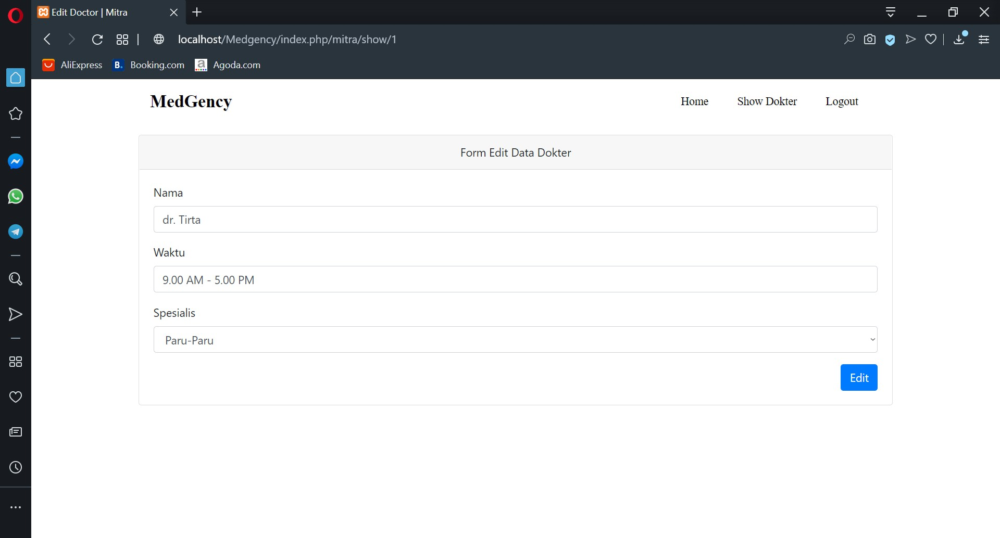 Edit Doctor | Mitra
localhost/Medgency/index.php/mitra/show/1
AliExpress B. Booking.com a Agoda.com
MedGency Home Show Dokter Logout
Form Edit Data Dokter
Nama
dr. Tirta
Waktu
9.00 AM - 5.00 PM
Spesialis
Paru-Paru
Edit